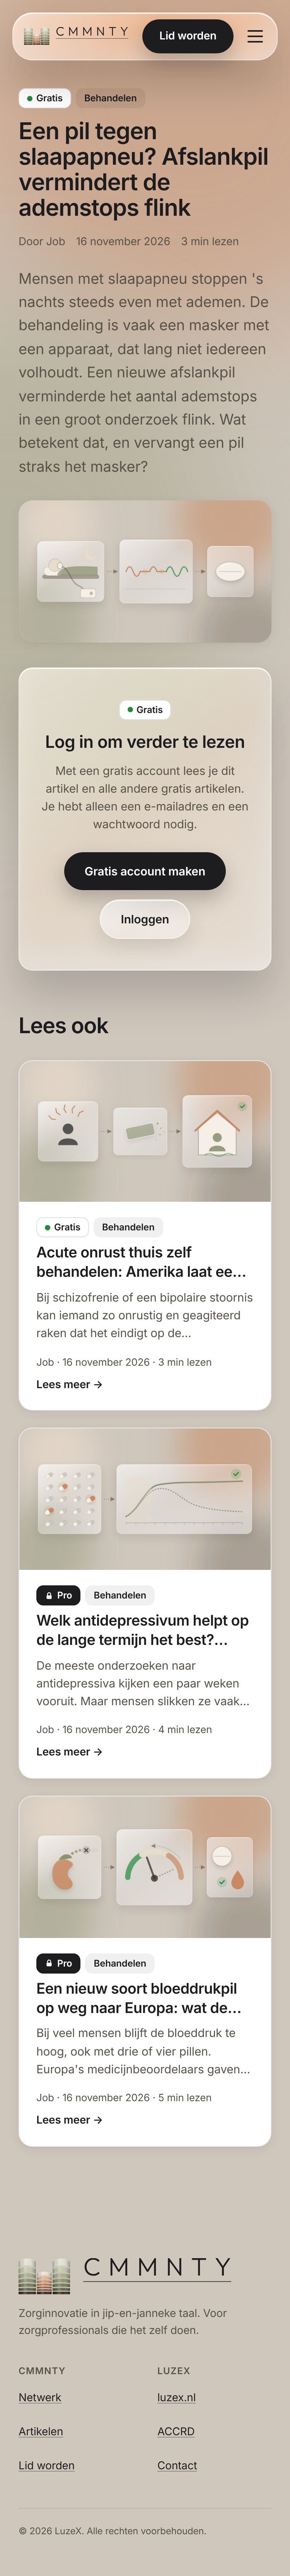 CMMNTY
Lid worden
Gratis
Behandelen
Een pil tegen
slaapapneu? Afslankpil
vermindert de
ademstops flink
Door Job 16 november 2026 3 min lezen
Mensen met slaapapneu stoppen 's
nachts steeds even met ademen. De
behandeling is vaak een masker met
een apparaat, dat lang niet iedereen
volhoudt. Een nieuwe afslankpil
verminderde het aantal ademstops
in een groot onderzoek flink. Wat
betekent dat, en vervangt een pil
straks het masker?
Gratis
Log in om verder te lezen
Met een gratis account lees je dit
artikel en alle andere gratis artikelen.
Je hebt alleen een e-mailadres en een
wachtwoord nodig.
Gratis account maken
Inloggen
Lees ook
Gratis
Behandelen
Acute onrust thuis zelf
behandelen: Amerika laat ee...
Bij schizofrenie of een bipolaire stoornis
kan iemand zo onrustig en geagiteerd
raken dat het eindigt op de...
Job · 16 november 2026 · 3 min lezen
Lees meer →
Pro
Behandelen
Welk antidepressivum helpt op
de lange termijn het best?...
De meeste onderzoeken naar
antidepressiva kijken een paar weken
vooruit. Maar mensen slikken ze vaak...
Job · 16 november 2026 · 4 min lezen
Lees meer →
Pro
Behandelen
Een nieuw soort bloeddrukpil
op weg naar Europa: wat de...
Bij veel mensen blijft de bloeddruk te
hoog, ook met drie of vier pillen.
Europa's medicijnbeoordelaars gaven...
Job · 16 november 2026 · 5 min lezen
Lees meer →
CMMNTY
Zorginnovatie in jip-en-janneke taal. Voor
zorgprofessionals die het zelf doen.
CMMNTY
Netwerk
Artikelen
Lid worden
LUZEX
luzex.nl
ACCRD
Contact
© 2026 LuzeX. Alle rechten voorbehouden.